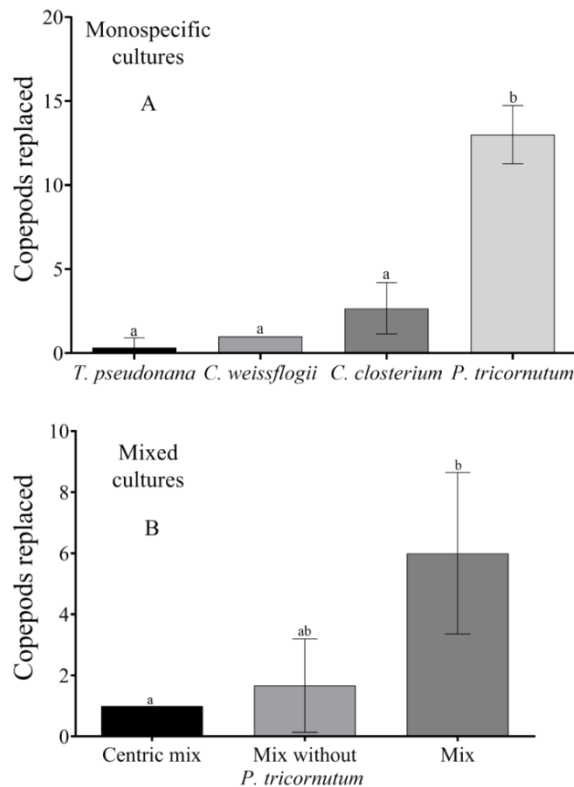 20
Monospecific
cultures
A
b
15
Copepods replaced
10
5
a
a
a
0
T. pseudonana C. weissflogii C. closterium P. tricornutum
10
Mixed
cultures
B
b
8
Copepods replaced
6
4
ab
2
a
0
Centric mix Mix without Mix
P. tricornutum